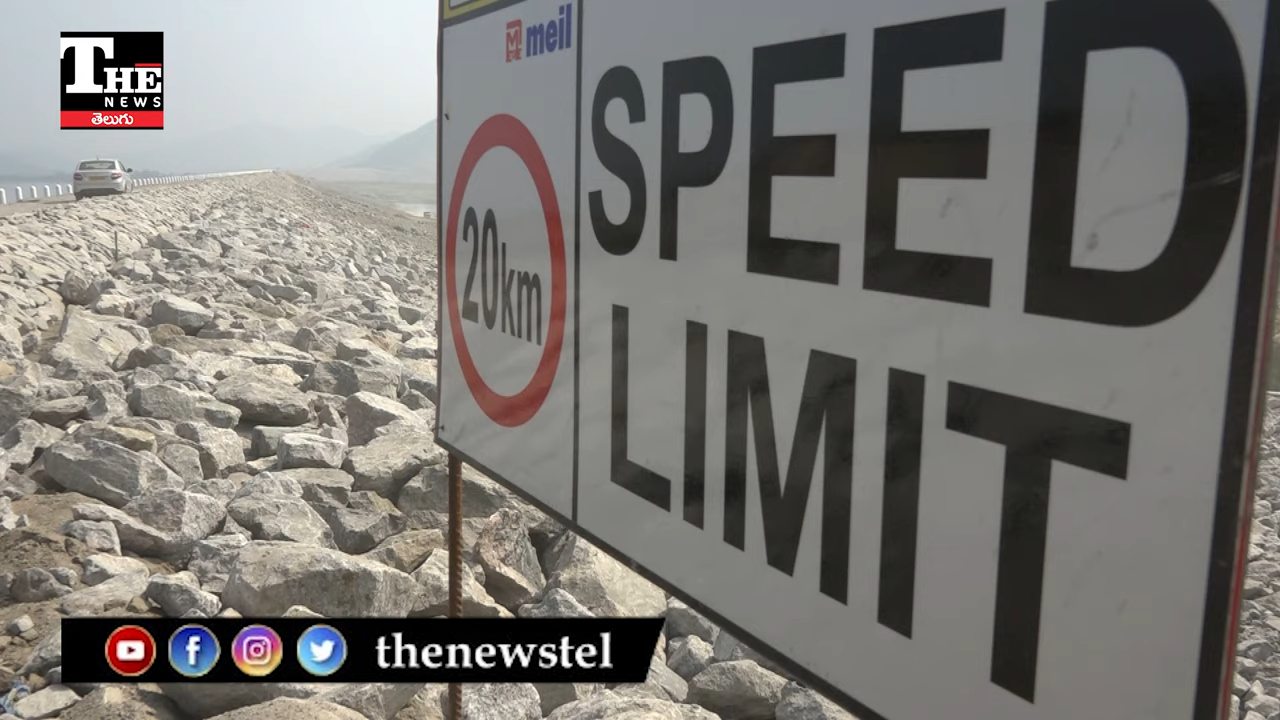 THE
NEWS
తెలుగు
meil
20km
SPEED
LIMIT
thenewstel